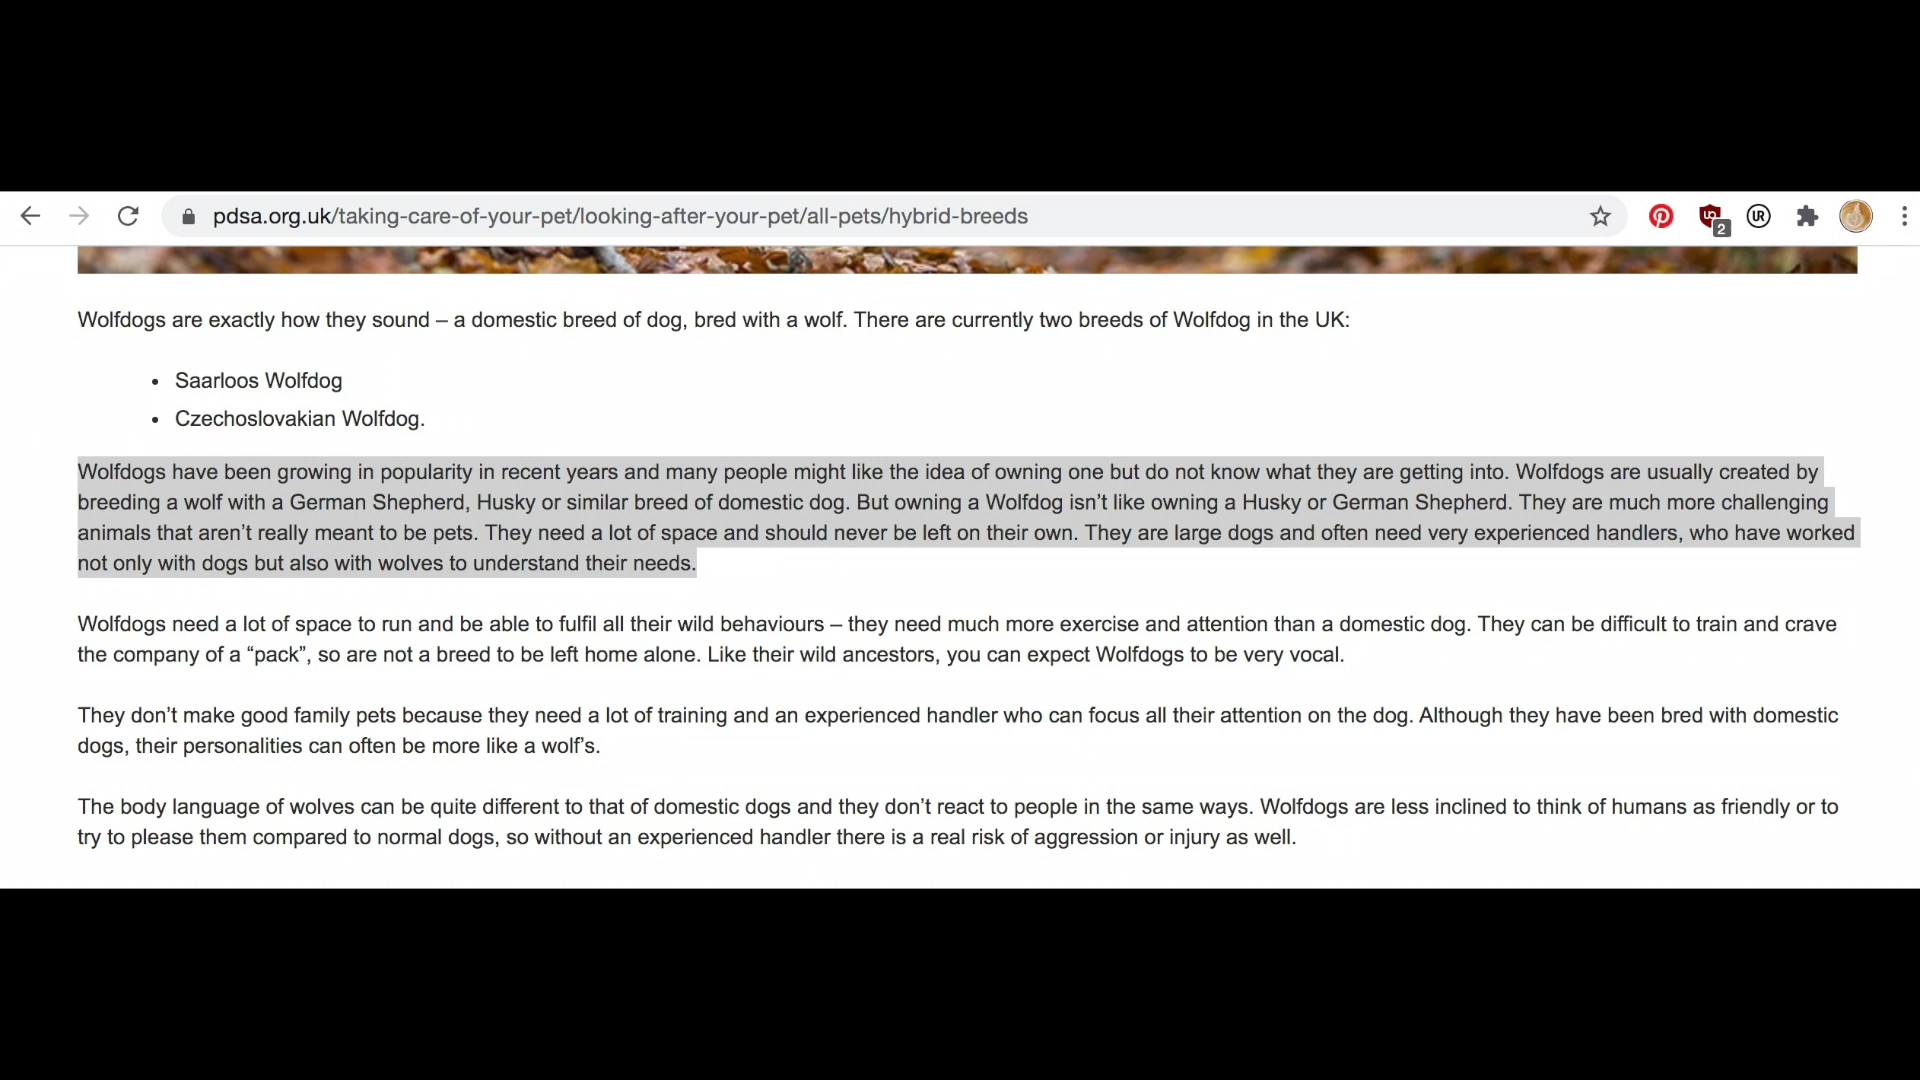 pdsa.org.uk/taking-care-of-your-pet/looking-after-your-pet/all-pets/hybrid-breeds
2
UR
Wolfdogs are exactly how they sound – a domestic breed of dog, bred with a wolf. There are currently two breeds of Wolfdog in the UK:
• Saarloos Wolfdog
• Czechoslovakian Wolfdog.
Wolfdogs have been growing in popularity in recent years and many people might like the idea of owning one but do not know what they are getting into. Wolfdogs are usually created by
breeding a wolf with a German Shepherd, Husky or similar breed of domestic dog. But owning a Wolfdog isn’t like owning a Husky or German Shepherd. They are much more challenging
animals that aren’t really meant to be pets. They need a lot of space and should never be left on their own. They are large dogs and often need very experienced handlers, who have worked
not only with dogs but also with wolves to understand their needs.
Wolfdogs need a lot of space to run and be able to fulfil all their wild behaviours – they need much more exercise and attention than a domestic dog. They can be difficult to train and crave
the company of a “pack”, so are not a breed to be left home alone. Like their wild ancestors, you can expect Wolfdogs to be very vocal.
They don’t make good family pets because they need a lot of training and an experienced handler who can focus all their attention on the dog. Although they have been bred with domestic
dogs, their personalities can often be more like a wolf’s.
The body language of wolves can be quite different to that of domestic dogs and they don’t react to people in the same ways. Wolfdogs are less inclined to think of humans as friendly or to
try to please them compared to normal dogs, so without an experienced handler there is a real risk of aggression or injury as well.